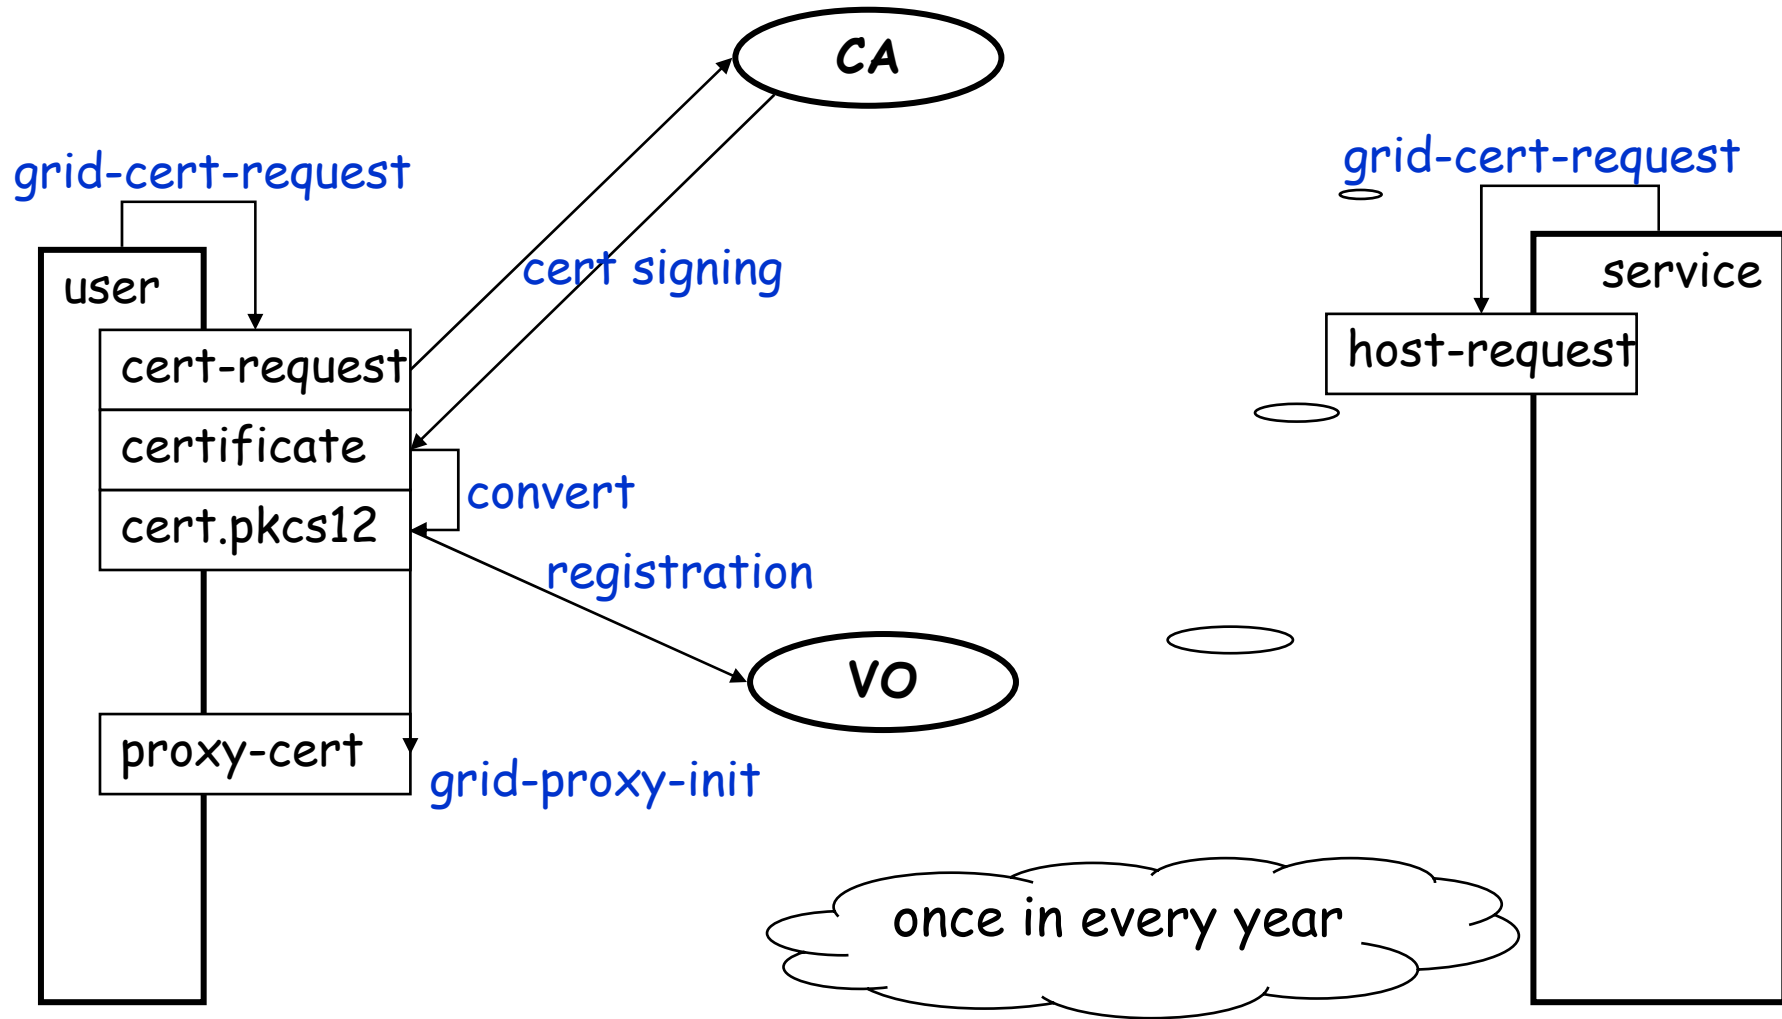 CA
grid-cert-request
grid-cert-request
cert signing
user
service
cert-request
host-request
certificate
convert
cert.pkcs12
registration
VO
proxy-cert
grid-proxy-init
once in every year